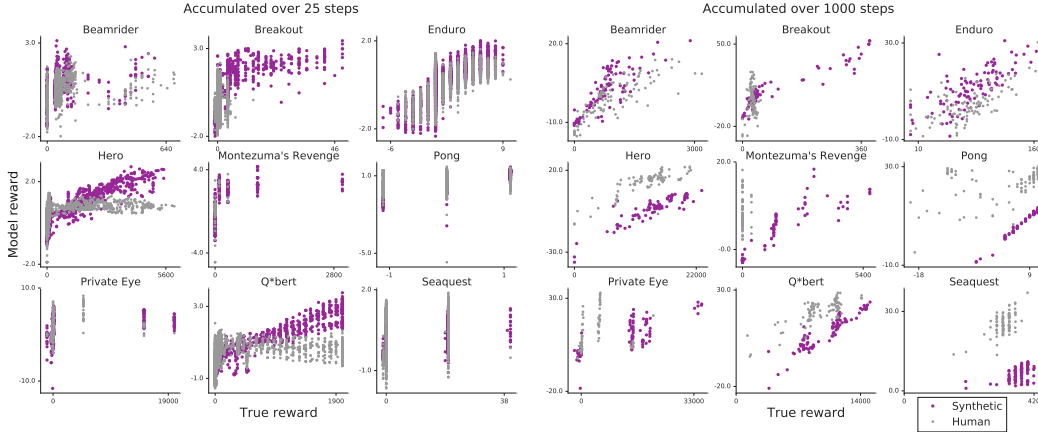 Accumulated over 25 steps
Accumulated over 1000 steps
Beamrider
Breakout
Enduro
Beamrider
Breakout
Enduro
3.0
-2.0
0
640
3.0
-2.0
0
46
2.0
-2.0
-6
9
20.0
-10.0
0
3000
50.0
-20.0
0
360
30.0
-10.0
10
160
Model reward
Hero
Montezuma's Revenge
Pong
Hero
Montezuma's Revenge
Pong
2.0
-2.0
0
5600
4.0
-4.0
0
2800
1.0
-5.0
-1
1
30.0
-30.0
0
22000
20.0
-0.0
0
5400
30.0
-10.0
-18
9
Private Eye
Q*bert
Seaquest
Private Eye
Q*bert
Seaquest
10.0
-10.0
0
19000
3.0
-1.0
0
1900
2.0
-1.0
0
38
30.0
-20.0
0
33000
30.0
-20.0
0
14000
30.0
0.0
0
True reward
True reward
Synthetic
Human